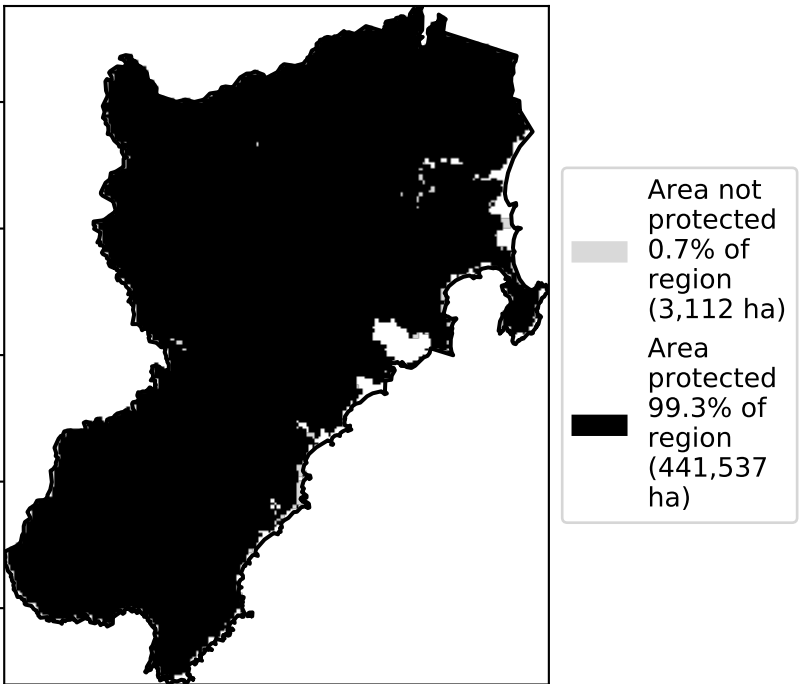 Area not
protected
0.7% of
region
(3,112 ha)
Area
protected
99.3% of
region
(441,537
ha)